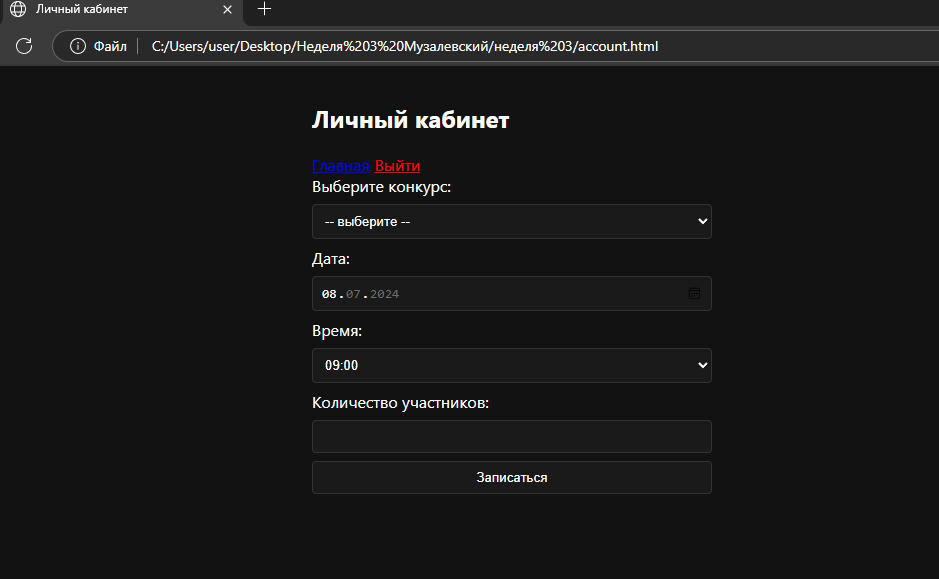 Личный кабинет
Файл C:/Users/user/Desktop/Неделя%203%20Музалевский/неделя%203/account.html
Личный кабинет
Главная Выйти
Выберите конкурс:
-- выберите --
Дата:
08.07.2024
Время:
09:00
Количество участников:
Записаться